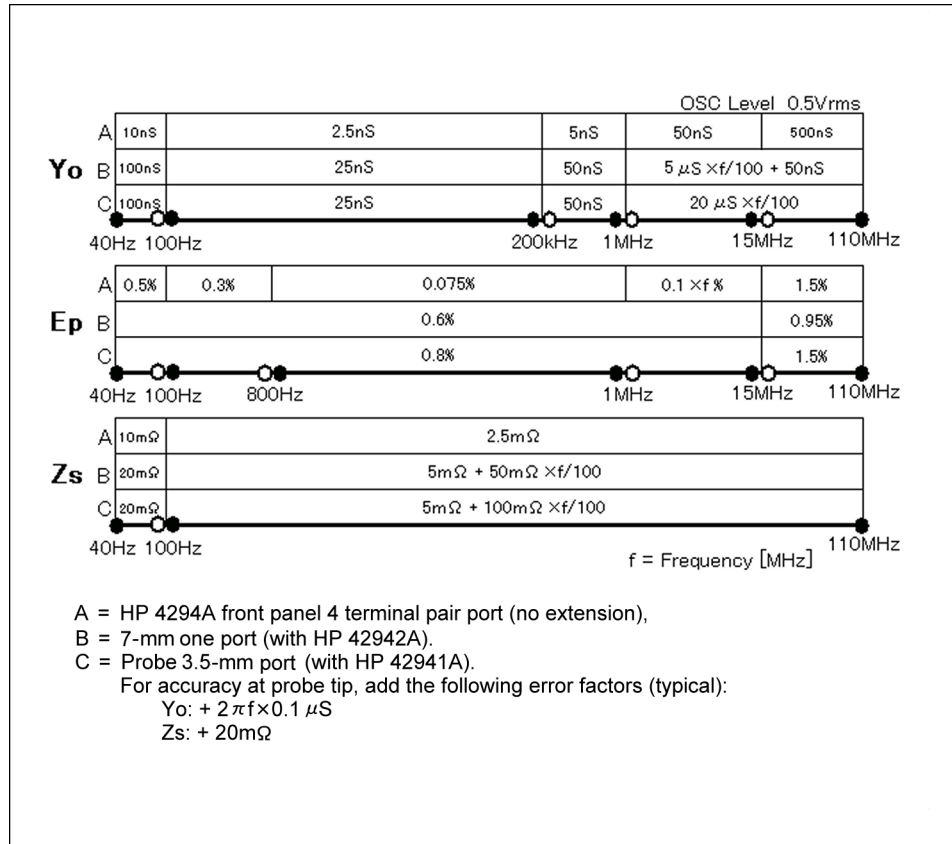 OSC Level 0.5Vrms
A 10nS 2.5nS 5nS 50nS 500nS
Yo B 100nS 25nS 50nS 5 μS ×f/100 + 50nS
C 100nS 25nS 50nS 20 μS ×f/100
40Hz 100Hz 200kHz 1MHz 15MHz 110MHz
A 0.5% 0.3% 0.075% 0.1 ×f % 1.5%
Ep B 0.6% 0.95%
C 0.8% 1.5%
40Hz 100Hz 800Hz 1MHz 15MHz 110MHz
A 10mΩ 2.5mΩ
Zs B 20mΩ 5mΩ + 50mΩ ×f/100
C 20mΩ 5mΩ + 100mΩ ×f/100
40Hz 100Hz 110MHz
f = Frequency [MHz]
A = HP 4294A front panel 4 terminal pair port (no extension),
B = 7-mm one port (with HP 42942A).
C = Probe 3.5-mm port (with HP 42941A).
For accuracy at probe tip, add the following error factors (typical):
Yo: + 2πf×0.1 μS
Zs: + 20mΩ